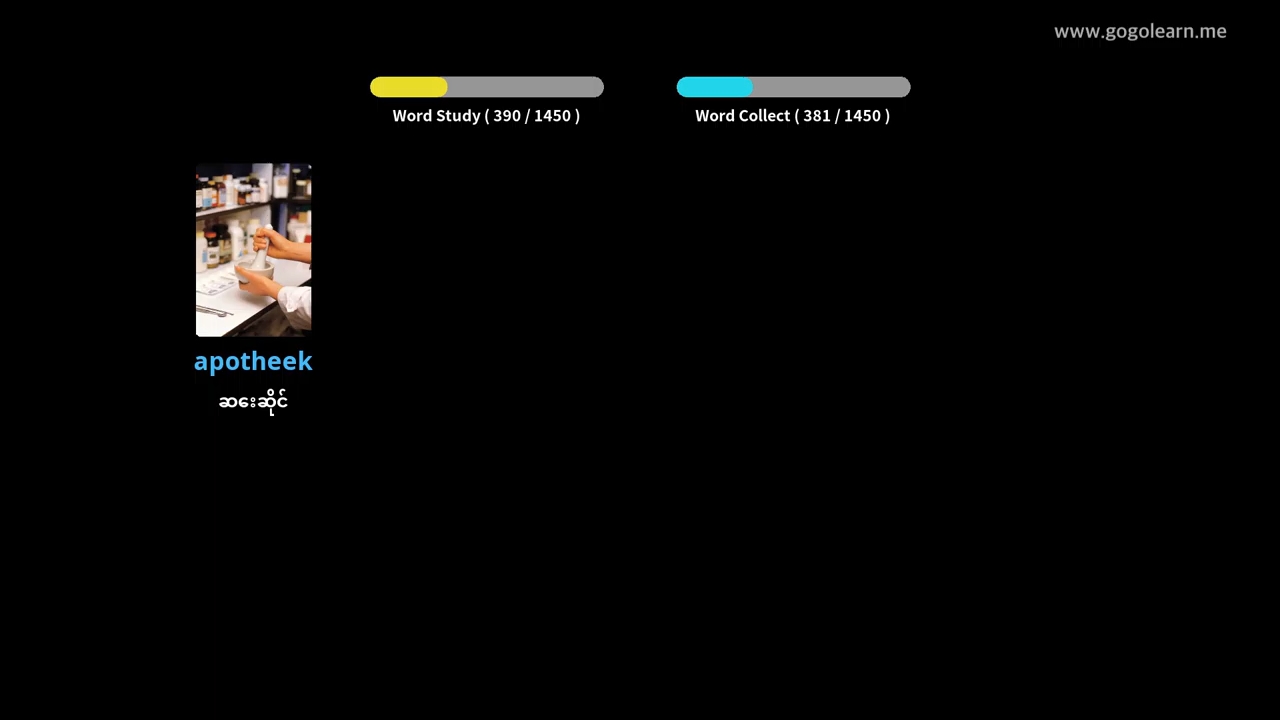 www.gogolearn.me
Word Study ( 390 / 1450 )
Word Collect ( 381 / 1450 )
apotheek
ဆေးဆိုင်